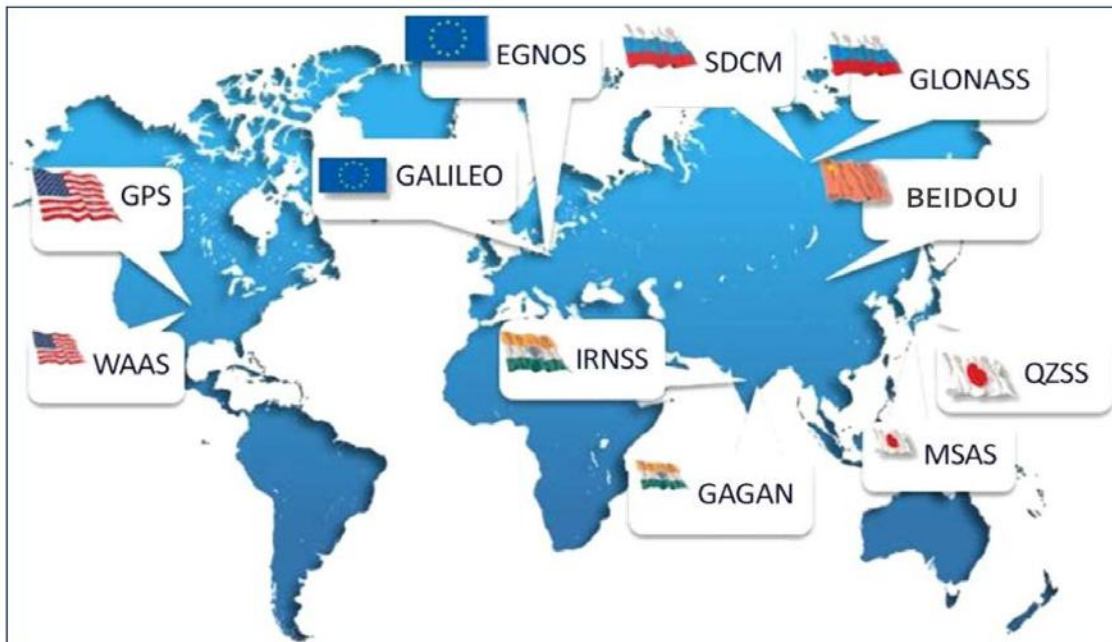 EGNOS
SDCM
GLONASS
GALILEO
GPS
BEIDOU
WAAS
IRNSS
QZSS
MSAS
GAGAN